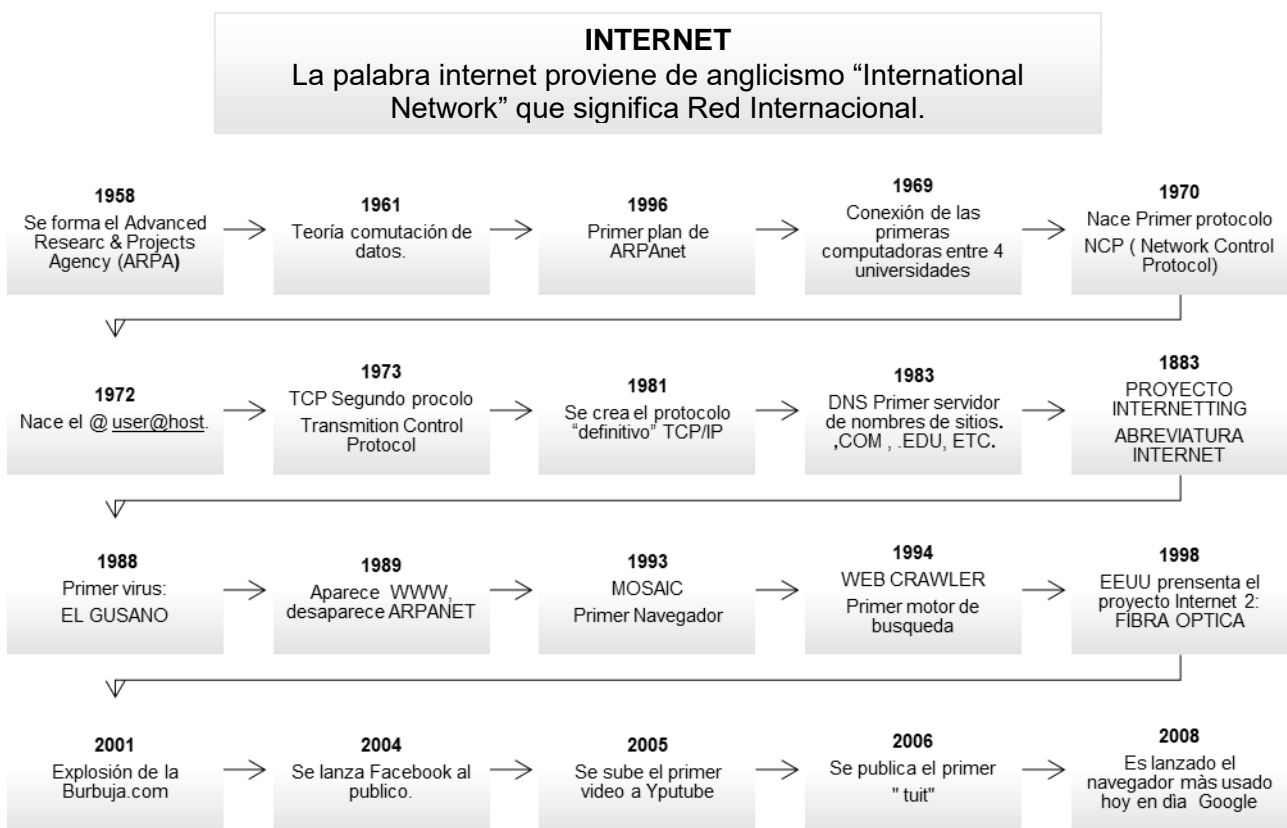 INTERNET
La palabra internet proviene de anglicismo “International
Network” que significa Red Internacional.
1958
Se forma el Advanced
Researc & Projects
Agency (ARPA)
1961
Teoría comutación de
datos.
1996
Primer plan de
ARPAnet
1969
Conexión de las
primeras
computadoras entre 4
universidades
1970
Nace Primer protocolo
NCP ( Network Control
Protocol)
1972
Nace el @ user@host.
1973
TCP Segundo procolo
Transmition Control
Protocol
1981
Se crea el protocolo
“definitivo” TCP/IP
1983
DNS Primer servidor
de nombres de sitios.
,COM , .EDU, ETC.
1883
PROYECTO
INTERNETTING
ABREVIATURA
INTERNET
1988
Primer virus:
EL GUSANO
1989
Aparece WWW,
desaparece ARPANET
1993
MOSAIC
Primer Navegador
1994
WEB CRAWLER
Primer motor de
busqueda
1998
EEUU prensenta el
proyecto Internet 2:
FIBRA OPTICA
2001
Explosión de la
Burbuja.com
2004
Se lanza Facebook al
publico.
2005
Se sube el primer
video a Yputube
2006
Se publica el primer
" tuit"
2008
Es lanzado el
navegador màs usado
hoy en dìa Google